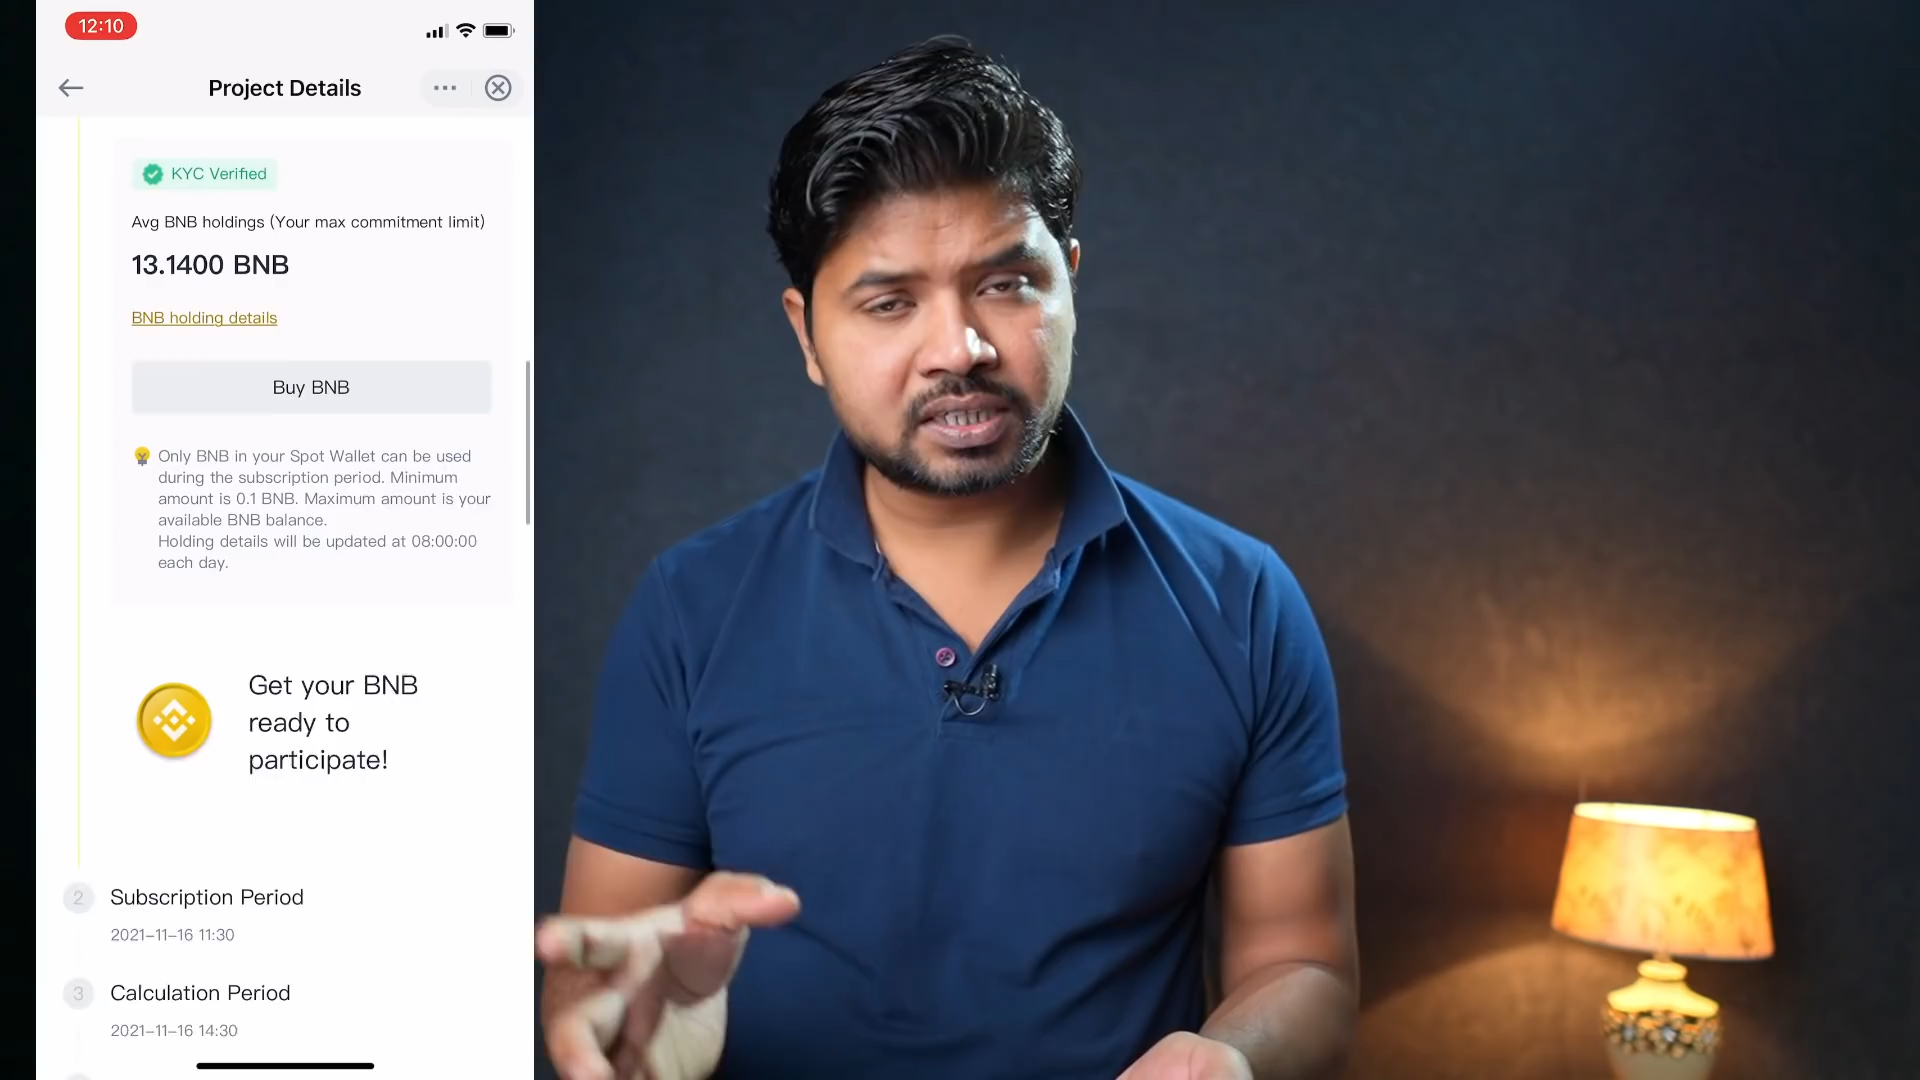 12:10
Project Details
KYC Verified
Avg BNB holdings (Your max commitment limit)
13.1400 BNB
BNB holding details
Buy BNB
Only BNB in your Spot Wallet can be used
during the subscription period. Minimum
amount is 0.1 BNB. Maximum amount is your
available BNB balance.
Holding details will be updated at 08:00:00
each day.
Get your BNB
ready to
participate!
2 Subscription Period
2021-11-16 11:30
3 Calculation Period
2021-11-16 14:30